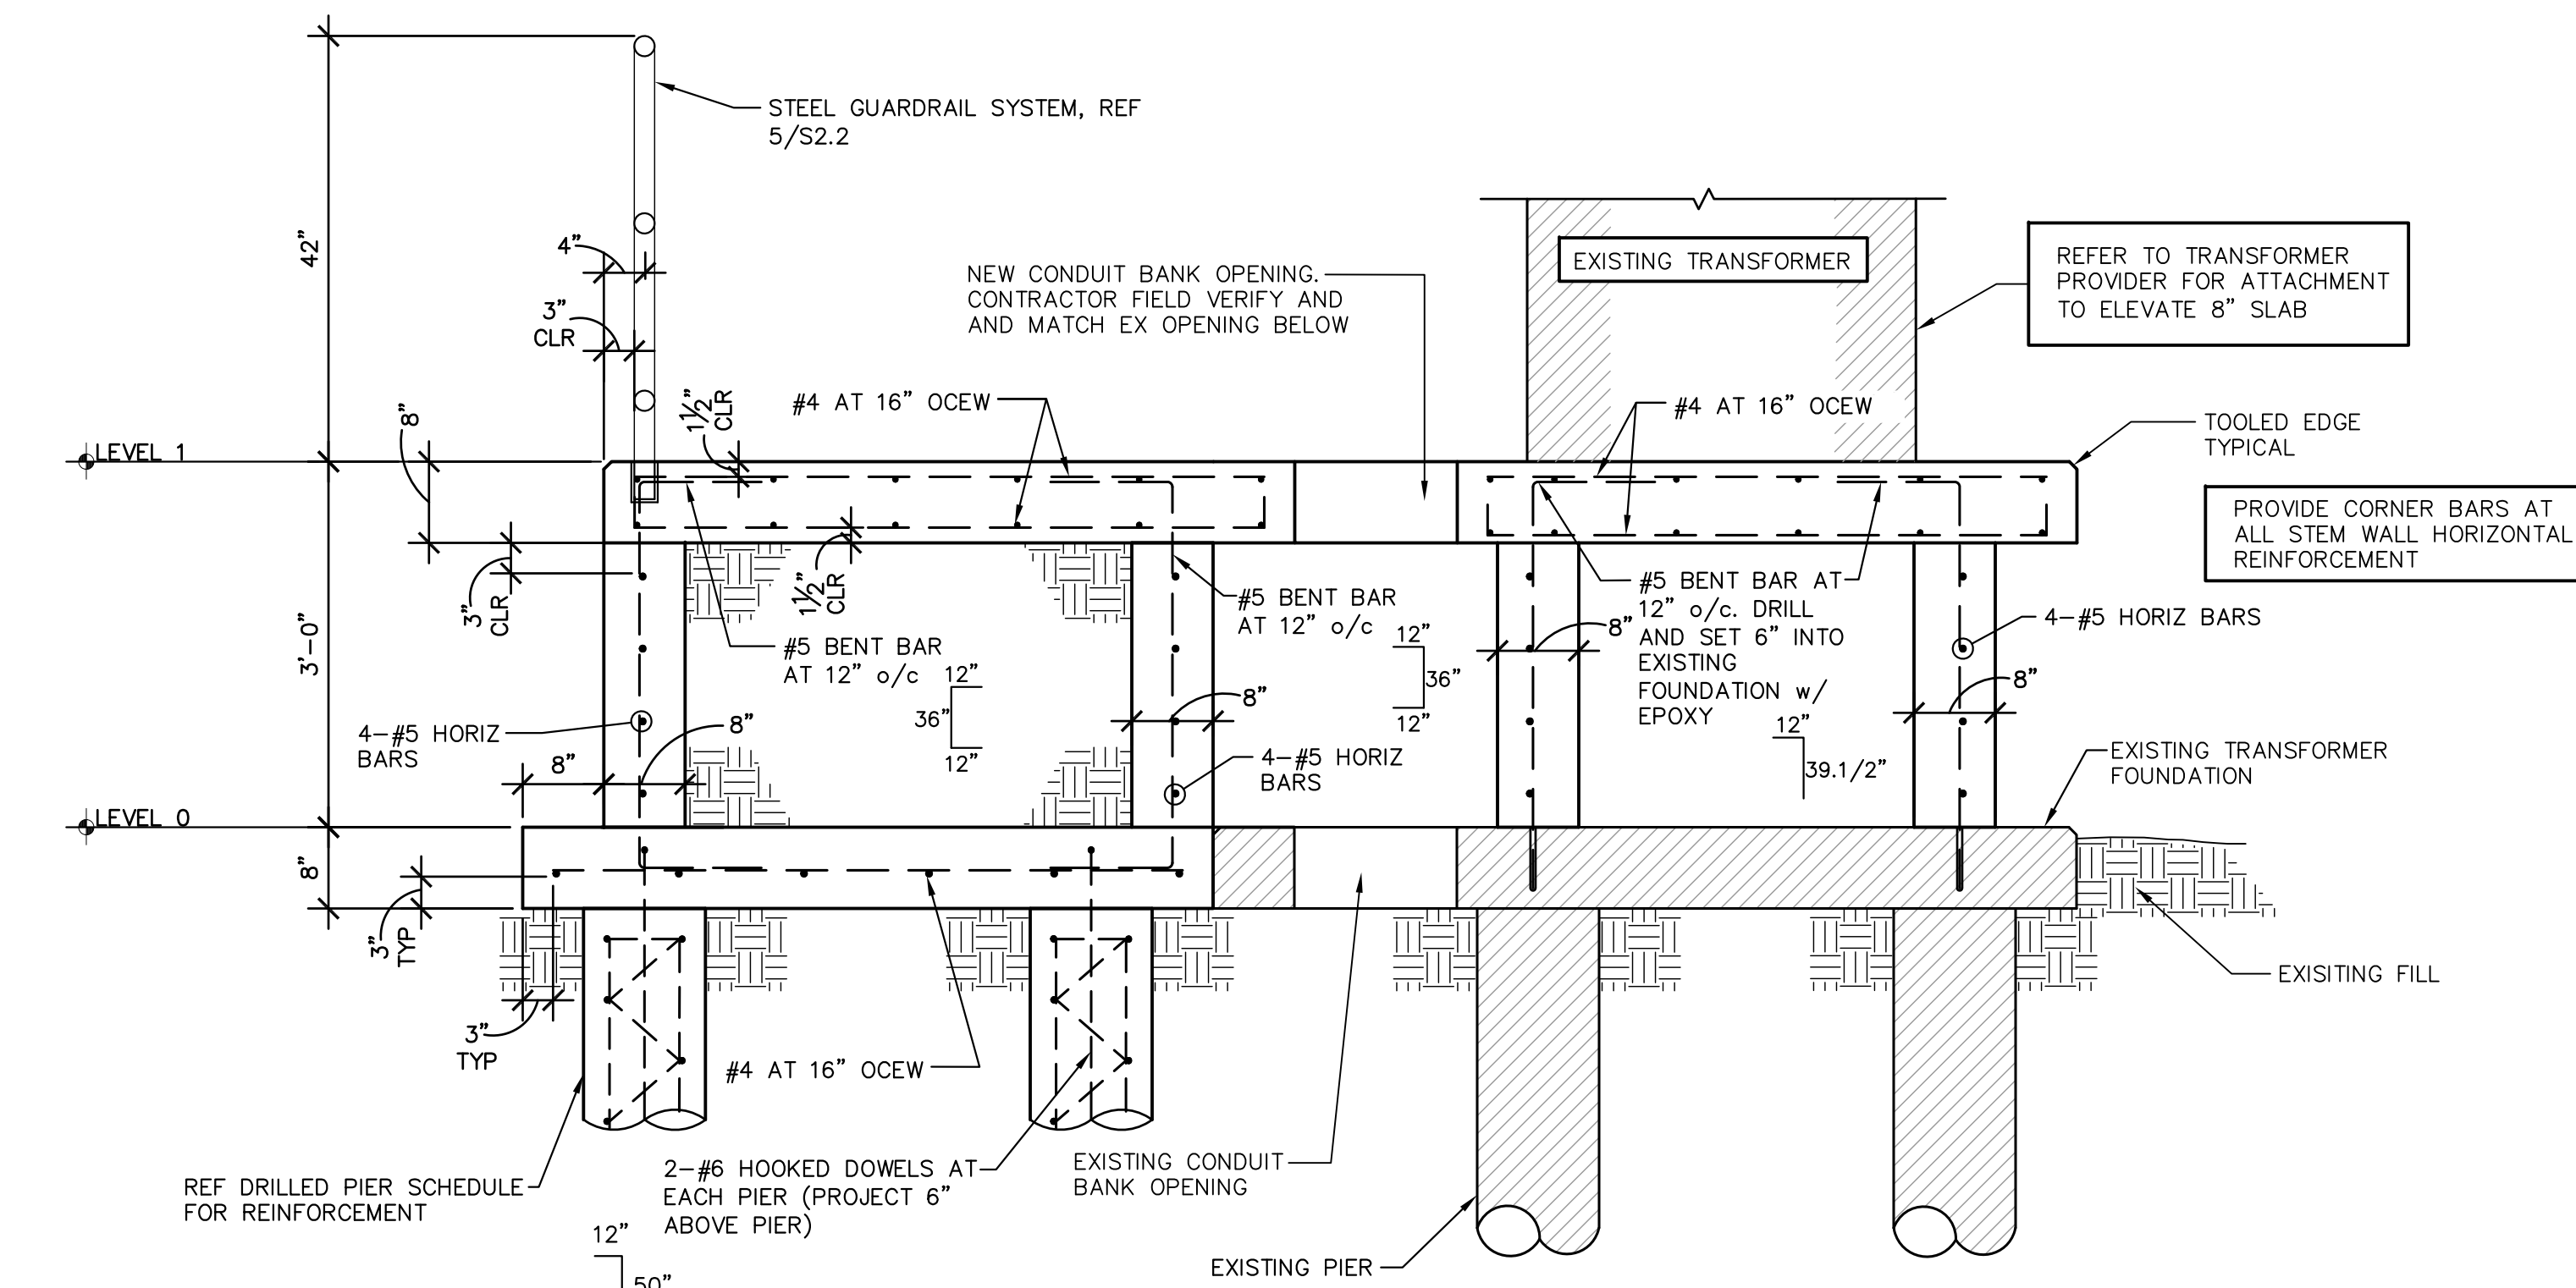 42”
STEEL GUARDRAIL SYSTEM, REF
5/S2.2
4”
3”
CLR
NEW CONDUIT BANK OPENING.
CONTRACTOR FIELD VERIFY AND
AND MATCH EX OPENING BELOW
EXISTING TRANSFORMER
REFER TO TRANSFORMER
PROVIDER FOR ATTACHMENT
TO ELEVATE 8” SLAB
8”
1½”
CLR
#4 AT 16” OCEW
#4 AT 16” OCEW
TOOLED EDGE
TYPICAL
LEVEL 1
PROVIDE CORNER BARS AT
ALL STEM WALL HORIZONTAL
REINFORCEMENT
3”
CLR
1½”
CLR
3’-0”
#5 BENT BAR
AT 12” o/c
12”
36”
12”
#5 BENT BAR
AT 12” o/c
12”
36”
12”
8”
#5 BENT BAR AT
12” o/c. DRILL
AND SET 6” INTO
EXISTING
FOUNDATION w/
EPOXY
12”
39.1/2”
4-#5 HORIZ BARS
8”
8”
4-#5 HORIZ
BARS
8”
8”
4-#5 HORIZ
BARS
EXISTING TRANSFORMER
FOUNDATION
LEVEL 0
8”
3”
TYP
3”
TYP
#4 AT 16” OCEW
EXISITING FILL
REF DRILLED PIER SCHEDULE
FOR REINFORCEMENT
2-#6 HOOKED DOWELS AT
EACH PIER (PROJECT 6”
ABOVE PIER)
12”
50”
EXISTING CONDUIT
BANK OPENING
EXISTING PIER